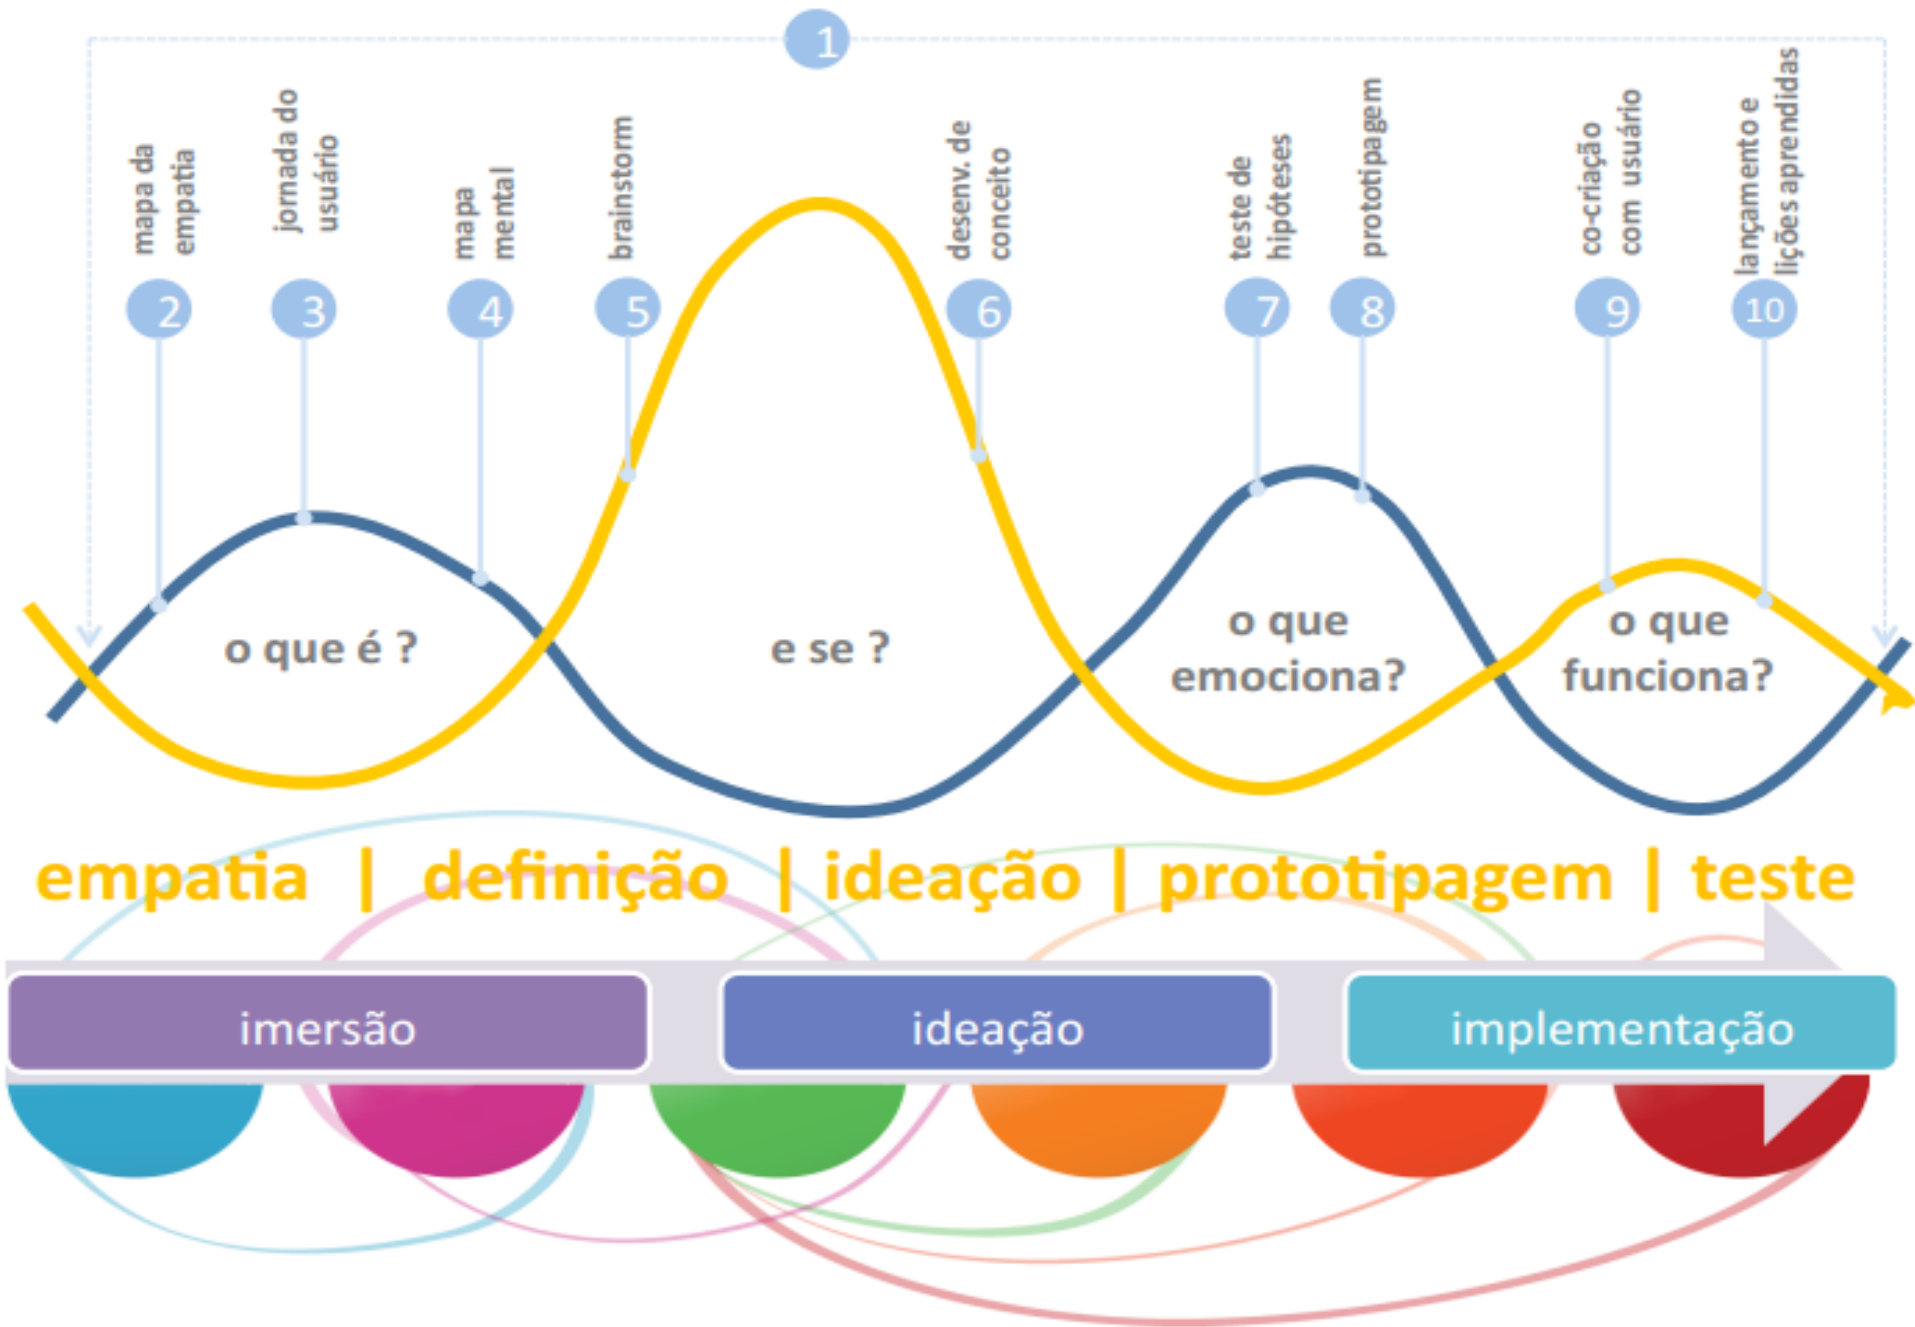 1
mapa da
empatia
jornada do
usuário
mapa
mental
brainstorm
desenv. de
conceito
teste de
hipóteses
prototipagem
co-criação
com usuário
lançamento e
lições aprendidas
2
3
4
5
6
7
8
9
10
o que é ?
e se ?
o que
emociona?
o que
funciona?
empatia | definição | ideação | prototipagem | teste
imersão
ideação
implementação